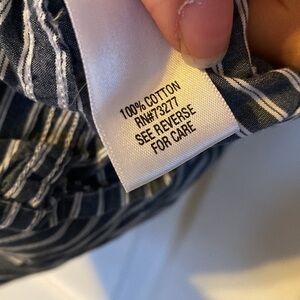 100% COTTON
RN#73277
SEE REVERSE
FOR CARE